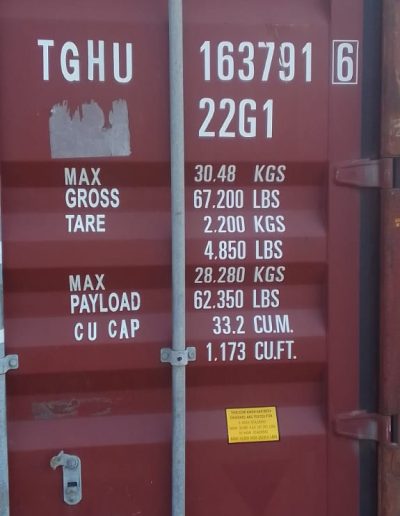 TGHU 163791 6
22G1
MAX 30.48 KGS
GROSS 67.200 LBS
TARE 2.200 KGS
4.850 LBS
MAX 28.280 KGS
PAYLOAD 62.350 LBS
CU CAP 33.2 CU.M.
1,173 CU.FT.